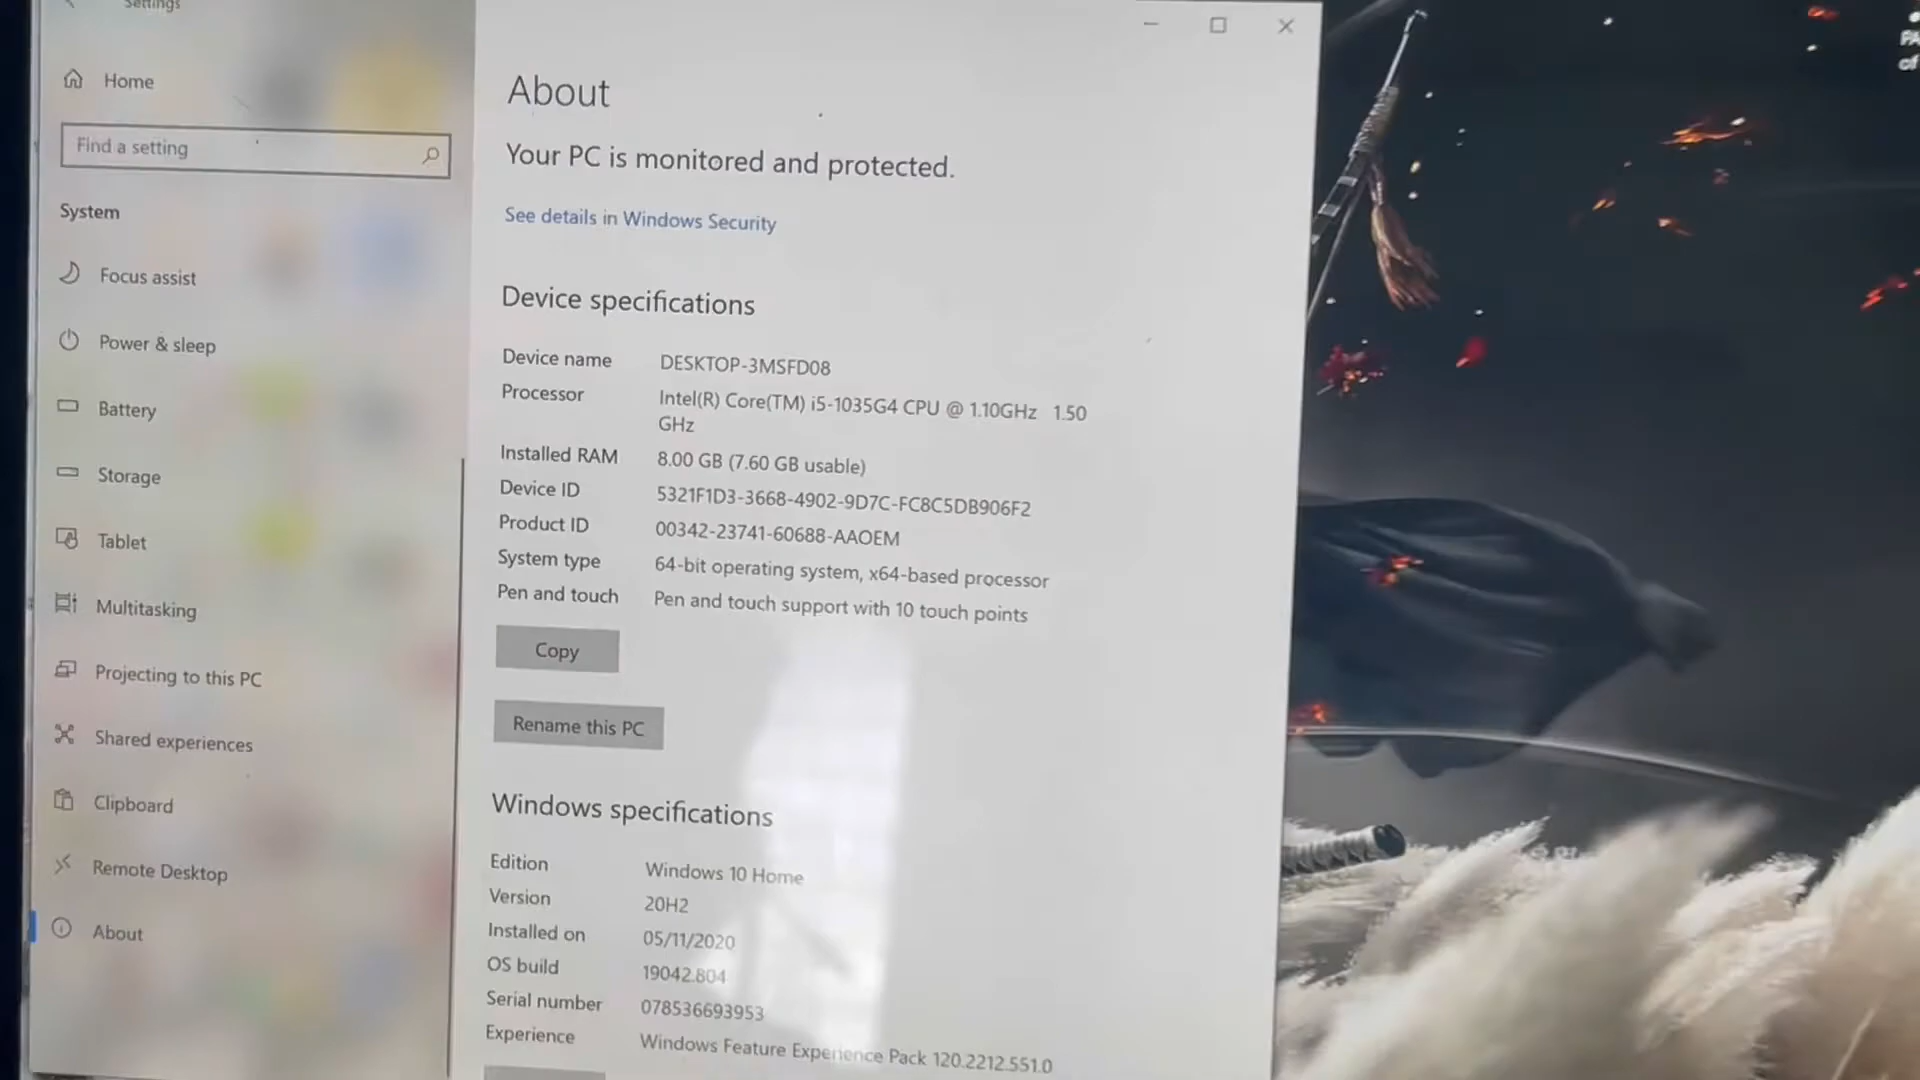 Settings
Home
Find a setting
System
Focus assist
Power & sleep
Battery
Storage
Tablet
Multitasking
Projecting to this PC
Shared experiences
Clipboard
Remote Desktop
About
About
Your PC is monitored and protected.
See details in Windows Security
Device specifications
Device name DESKTOP-3MSFD08
Processor Intel(R) Core(TM) i5-1035G4 CPU @ 1.10GHz 1.50
GHz
Installed RAM 8.00 GB (7.60 GB usable)
Device ID 5321F1D3-3668-4902-9D7C-FC8C5DB906F2
Product ID 00342-23741-60688-AAOEM
System type 64-bit operating system, x64-based processor
Pen and touch Pen and touch support with 10 touch points
Copy
Rename this PC
Windows specifications
Edition Windows 10 Home
Version 20H2
Installed on 05/11/2020
OS build 19042.804
Serial number 078536693953
Experience Windows Feature Experience Pack 120.2212.551.0
PA
of